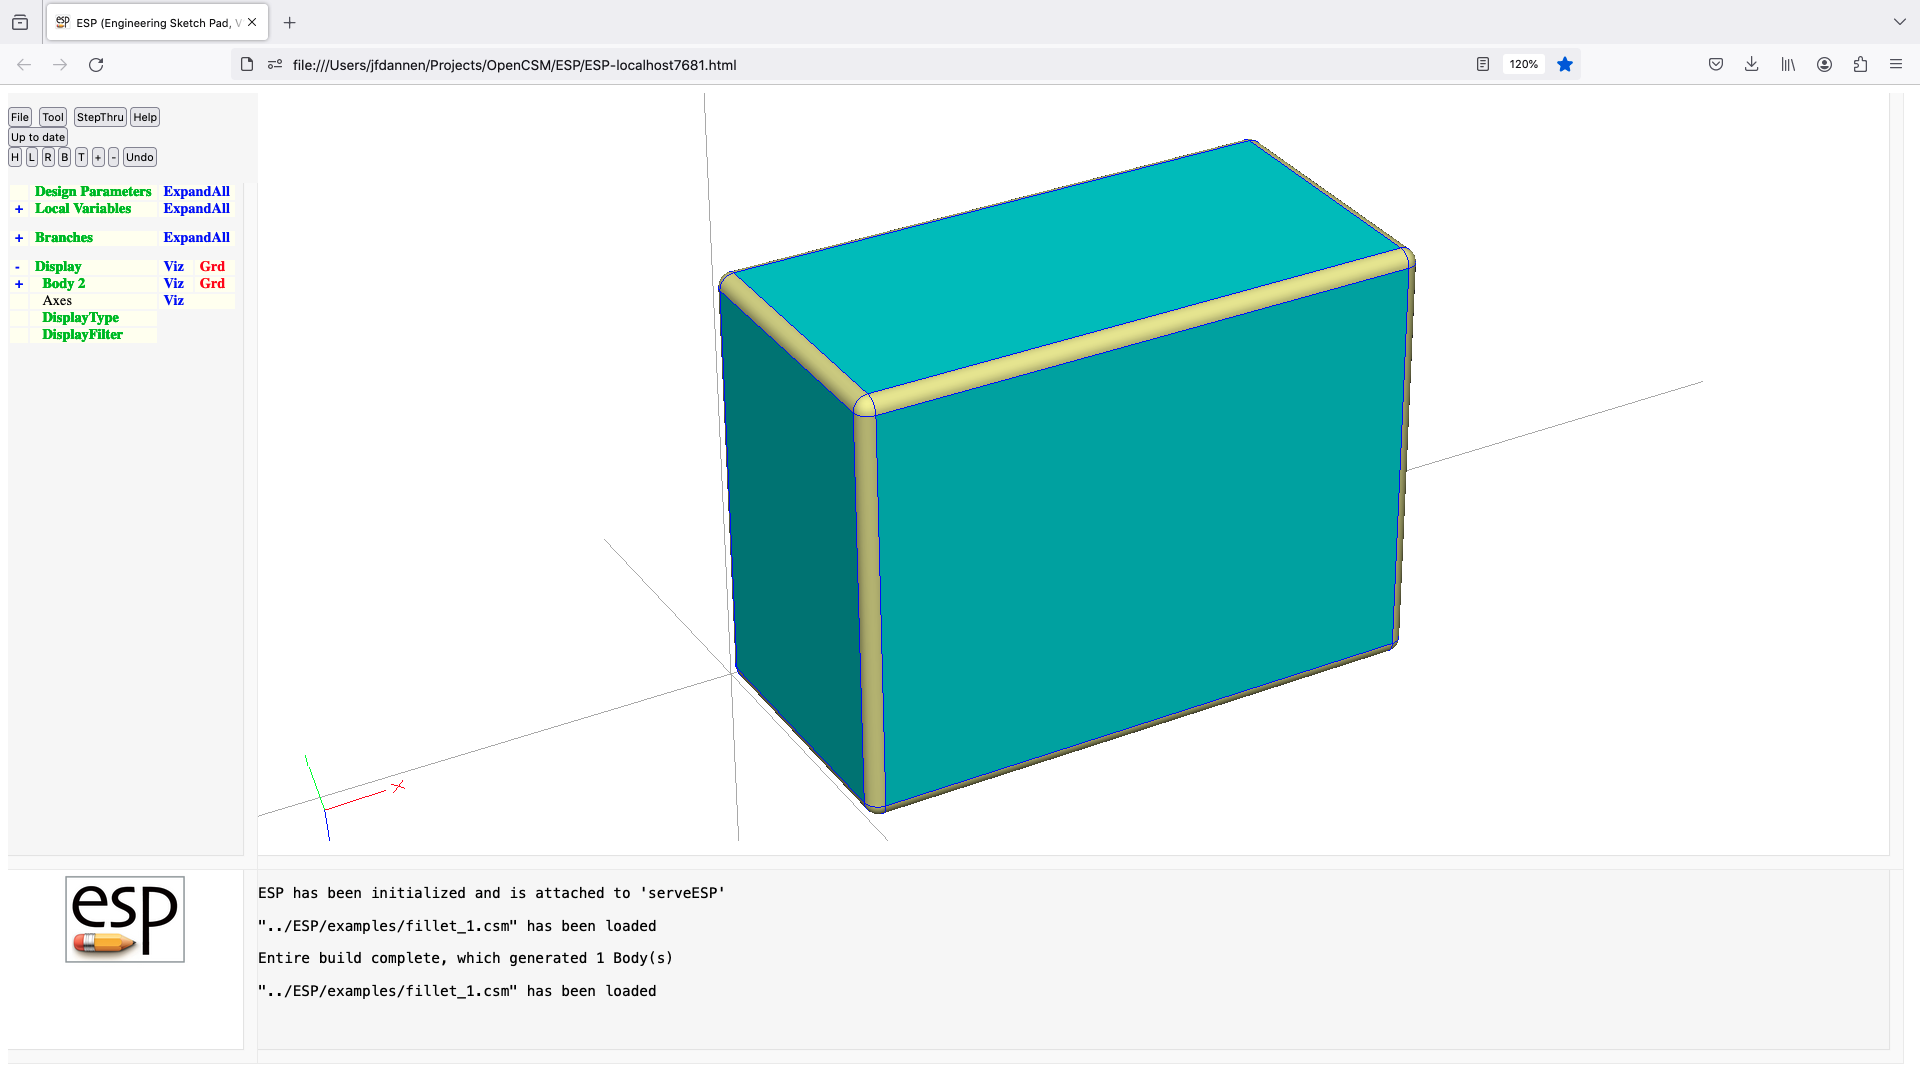 ESP (Engineering Sketch Pad, V
file:///Users/jfdannen/Projects/OpenCSM/ESP/ESP-localhost7681.html
120%
File Tool StepThru Help
Up to date
H L R B T + - Undo
Design Parameters ExpandAll
+ Local Variables ExpandAll
+ Branches ExpandAll
- Display Viz Grd
+ Body 2 Viz Grd
Axes Viz
DisplayType
DisplayFilter
X
esp
ESP has been initialized and is attached to 'serveESP'
"../ESP/examples/fillet_1.csm" has been loaded
Entire build complete, which generated 1 Body(s)
"../ESP/examples/fillet_1.csm" has been loaded